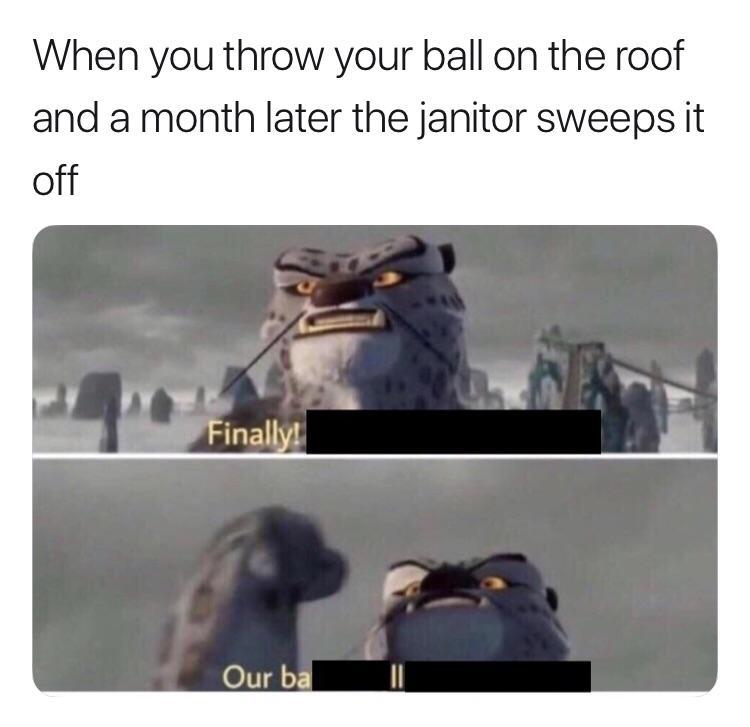 When you throw your ball on the roof
and a month later the janitor sweeps it
off
Finally!
Our ba ll